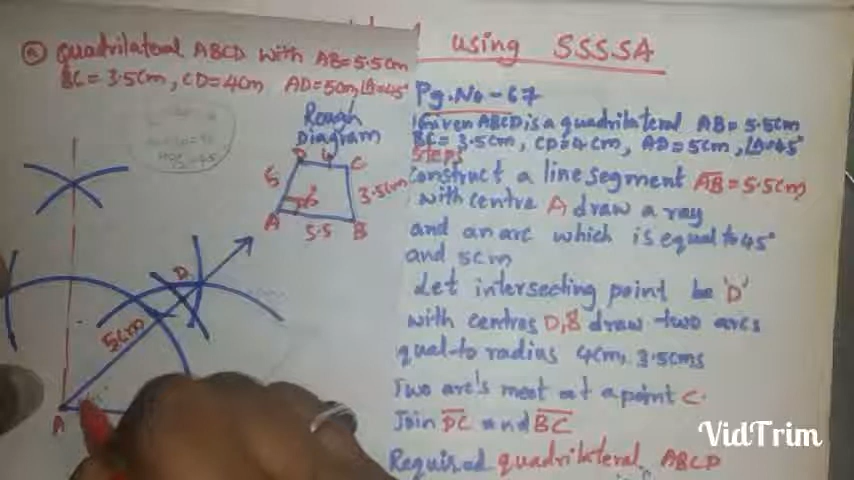 using SSSSA
(a) quadrilateral ABCD with AB=5.5cm
BC=3.5cm, CD=4cm AD=5cm, ∠A=45°
Rough
Diagram
D 4 C
5
3.5cm
A
5.5 B
D
5cm
A
Pg.No-67
Given ABCD is a quadrilateral AB=5.5cm
BC=3.5cm, CD=4cm, AD=5cm, ∠A=45°
Steps
Construct a line segment AB=5.5cm
with centre A draw a ray
and an arc which is equal to 45°
and 5cm
Let intersecting point be 'D'
with centres D,B draw two arcs
equal to radius 4cm, 3.5cms
Two arc's meet at a point C.
Join DC and BC
Required quadrilateral ABCD
VidTrim